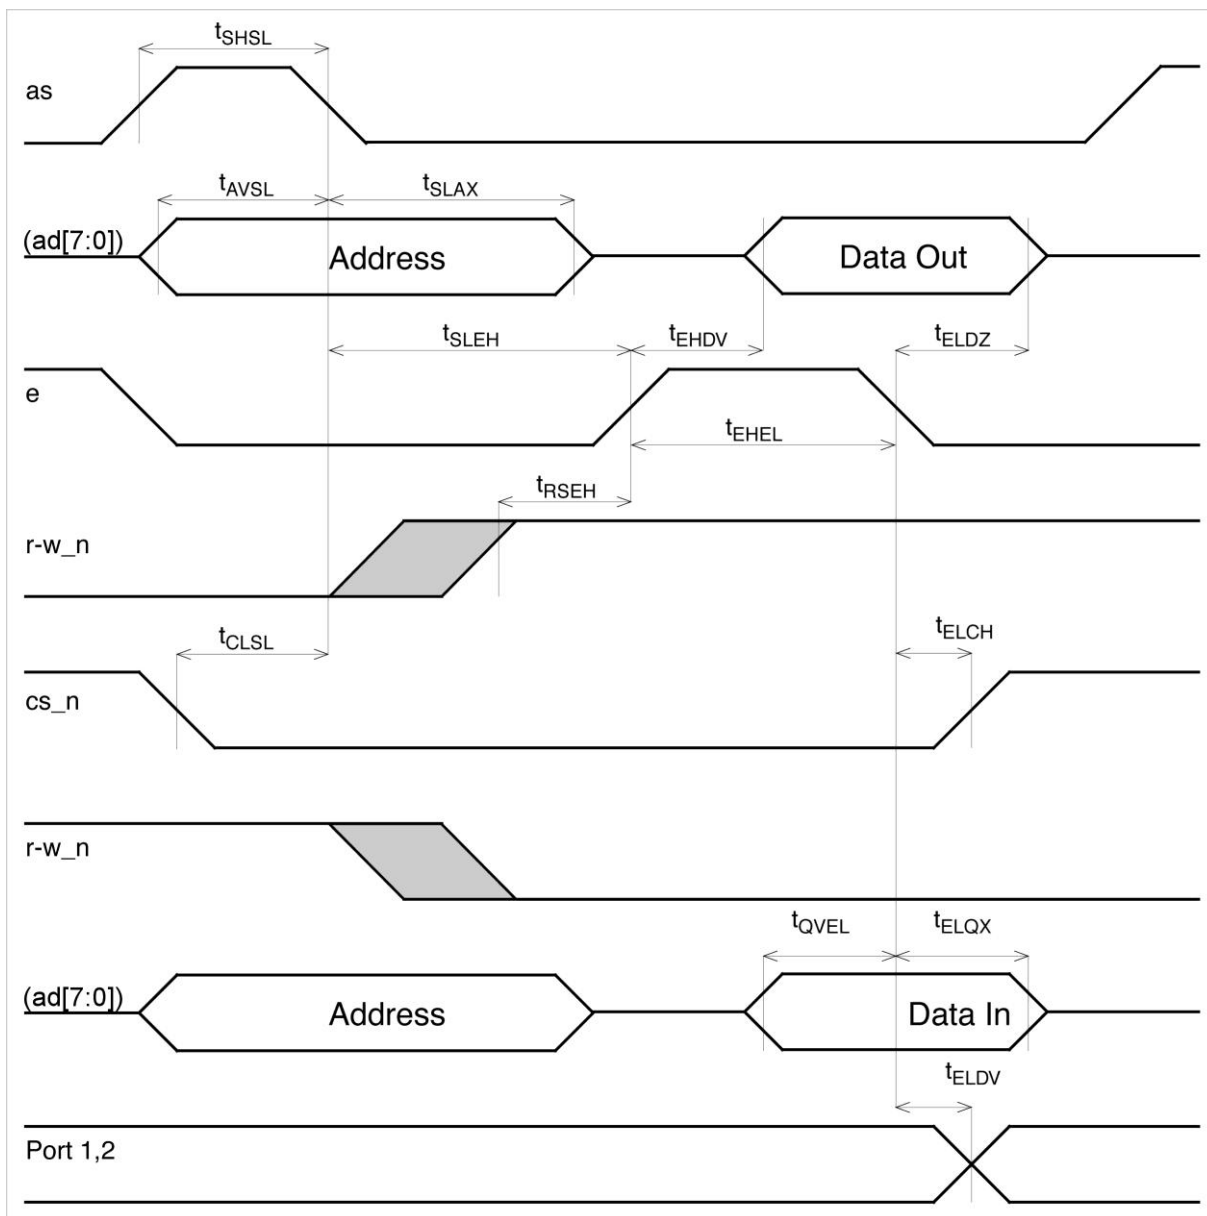 tSHSL
as
tAVSL tSLAX
(ad[7:0]) Address Data Out
tSLEH tEHDV tELDZ
e
tEHEL
tRSEH
r-w_n
tCLSL tELCH
cs_n
r-w_n
tQVEL tELQX
(ad[7:0]) Address Data In
tELDV
Port 1,2